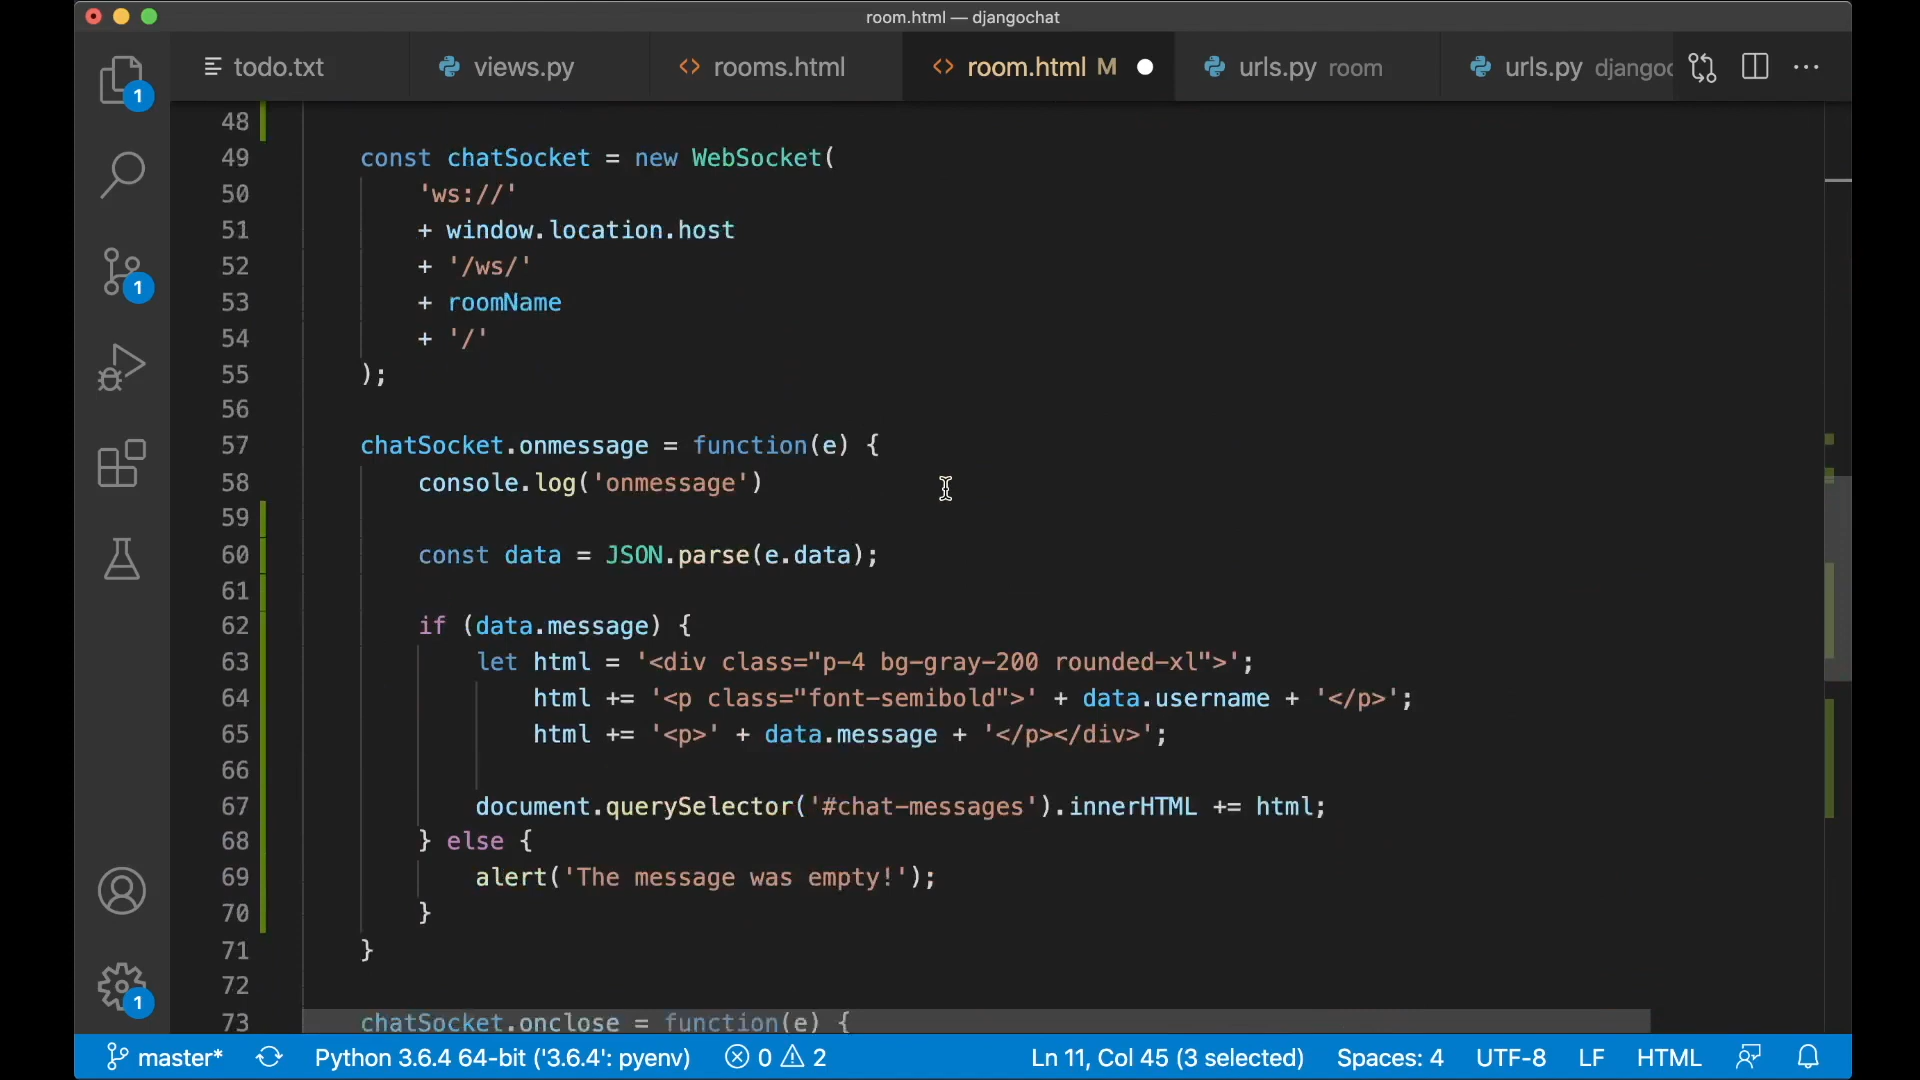 room.html — djangochat
todo.txt
views.py
rooms.html
room.html M
urls.py room
urls.py
1
1
1
48
49 const chatSocket = new WebSocket(
50 'ws://'
51 + window.location.host
52 + '/ws/'
53 + roomName
54 + '/'
55 );
56
57 chatSocket.onmessage = function(e) {
58 console.log('onmessage')
59
60 const data = JSON.parse(e.data);
61
62 if (data.message) {
63 let html = '<div class="p-4 bg-gray-200 rounded-xl">';
64 html += '<p class="font-semibold">' + data.username + '</p>';
65 html += '<p>' + data.message + '</p></div>';
66
67 document.querySelector('#chat-messages').innerHTML += html;
68 } else {
69 alert('The message was empty!');
70 }
71 }
72
73 chatSocket.onclose = function(e) {
master* Python 3.6.4 64-bit ('3.6.4': pyenv) 0 2 Ln 11, Col 45 (3 selected) Spaces: 4 UTF-8 LF HTML